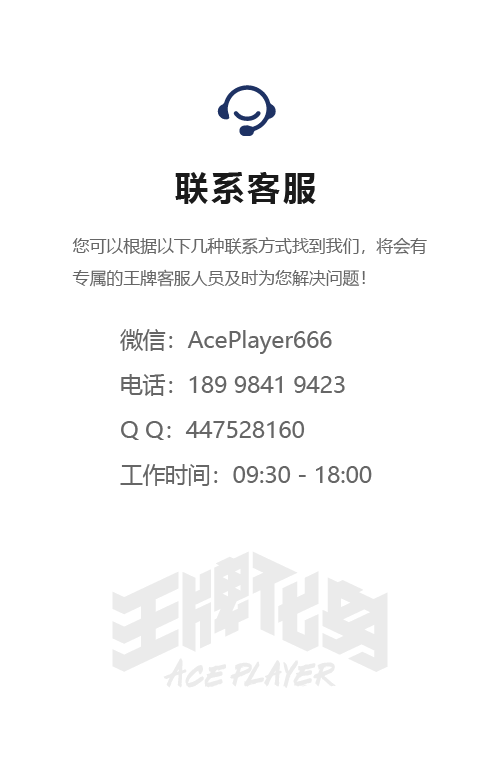 联系客服
您可以根据以下几种联系方式找到我们，将会有
专属的王牌客服人员及时为您解决问题！
微信：AcePlayer666
电话：189 9841 9423
Q Q：447528160
工作时间：09:30 - 18:00
王牌化身
ACE PLAYER